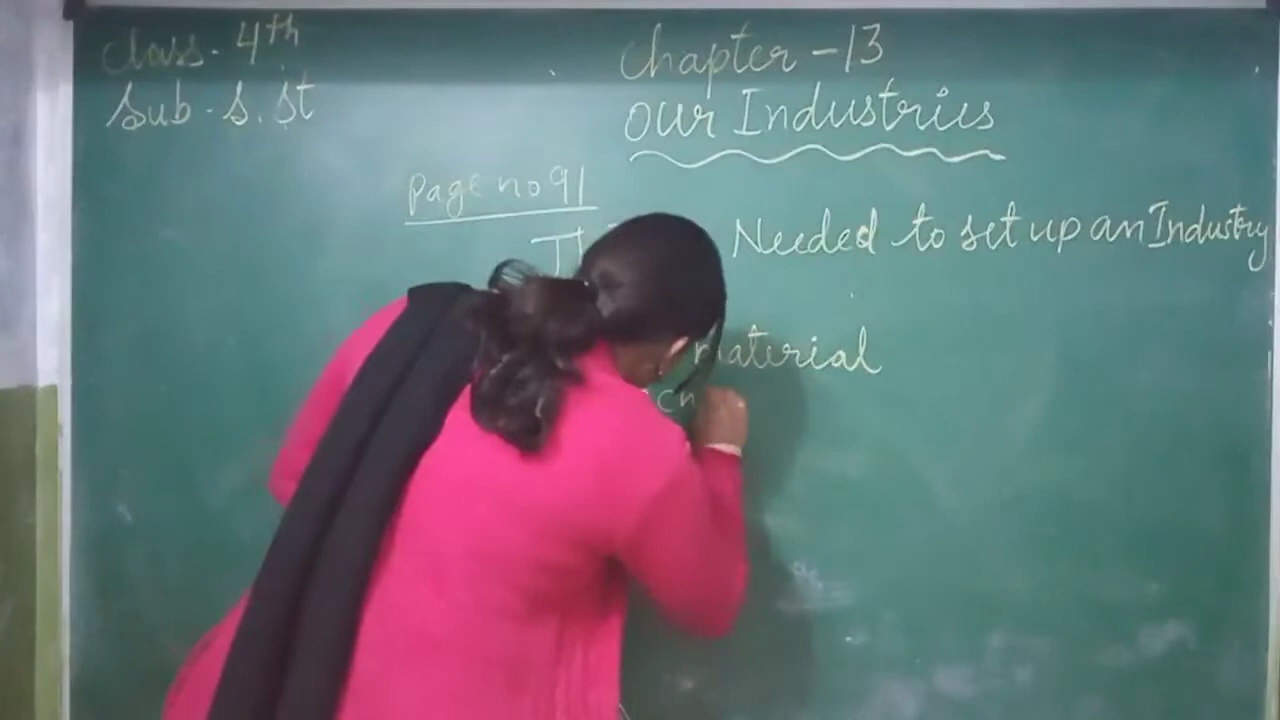 Class - 4th
Sub - S. St
Chapter - 13
Our Industries
Page no 91
Needed to set up an Industry
material